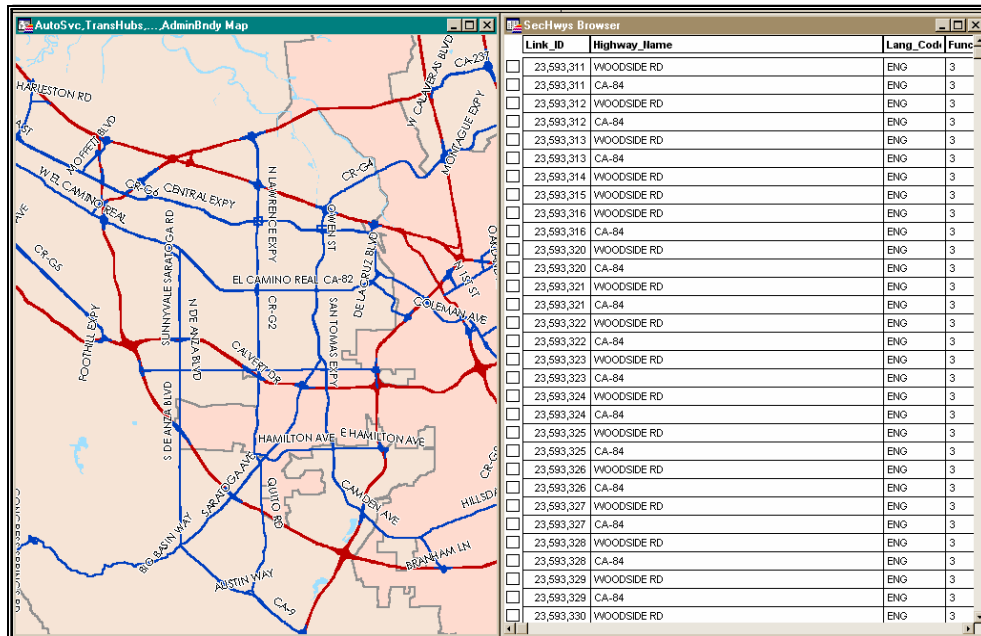 AutoSvc,TransHubs,...,AdminBndy Map
HARLESTON RD
MOFFETT BLVD
W EL CAMINO REAL
CR-G6 CENTRAL EXPY
N LAWRENCE EXPY
OWEN ST
CR-G4
MONTAGUE EXPY
W CALAVERAS BLVD
CA-237
AVE
CR-G5
FOOTHILL EXPY
SUNNYVALE SARATOGA RD
N DE ANZA BLVD
EL CAMINO REAL CA-82
CR-G2
DE LA CRUZ BLVD
N 1ST ST
COLEMAN AVE
SAN TOMAS EXPY
CALVERT DR
S DE ANZA BLVD
HAMILTON AVE
E HAMILTON AVE
SARATOGA AVE
QUITO RD
CAMDEN AVE
HILLSDA
BRANHAM LN
BIG BASIN WAY
AUSTIN WAY
CA-9
CONGRESS SPRINGS RD
SecHwys Browser
Link_ID Highway_Name Lang_Code Func
23,593,311 WOODSIDE RD ENG 3
23,593,311 CA-84 ENG 3
23,593,312 WOODSIDE RD ENG 3
23,593,312 CA-84 ENG 3
23,593,313 WOODSIDE RD ENG 3
23,593,313 CA-84 ENG 3
23,593,314 WOODSIDE RD ENG 3
23,593,315 WOODSIDE RD ENG 3
23,593,316 WOODSIDE RD ENG 3
23,593,316 CA-84 ENG 3
23,593,320 WOODSIDE RD ENG 3
23,593,320 CA-84 ENG 3
23,593,321 WOODSIDE RD ENG 3
23,593,321 CA-84 ENG 3
23,593,322 WOODSIDE RD ENG 3
23,593,322 CA-84 ENG 3
23,593,323 WOODSIDE RD ENG 3
23,593,323 CA-84 ENG 3
23,593,324 WOODSIDE RD ENG 3
23,593,324 CA-84 ENG 3
23,593,325 WOODSIDE RD ENG 3
23,593,325 CA-84 ENG 3
23,593,326 WOODSIDE RD ENG 3
23,593,326 CA-84 ENG 3
23,593,327 WOODSIDE RD ENG 3
23,593,327 CA-84 ENG 3
23,593,328 WOODSIDE RD ENG 3
23,593,328 CA-84 ENG 3
23,593,329 WOODSIDE RD ENG 3
23,593,329 CA-84 ENG 3
23,593,330 WOODSIDE RD ENG 3